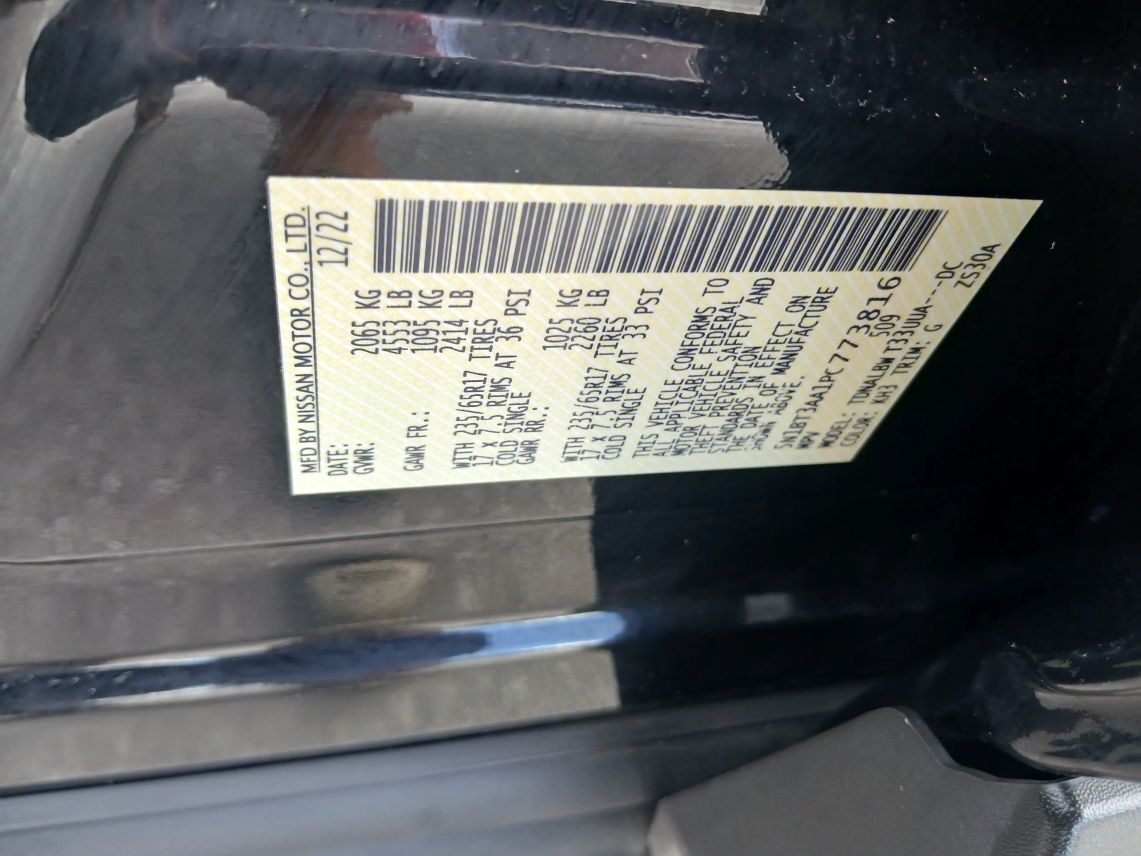 MFD BY NISSAN MOTOR CO., LTD.
DATE: 12/22
GVWR: 2065 KG
4553 LB
GAWR FR.: 1095 KG
2414 LB
WITH 235/65R17 TIRES
17 X 7.5 RIMS AT 36 PSI
COLD SINGLE
GAWR RR.: 1025 KG
2260 LB
WITH 235/65R17 TIRES
17 X 7.5 RIMS AT 33 PSI
COLD SINGLE
THIS VEHICLE CONFORMS TO
ALL APPLICABLE FEDERAL
MOTOR VEHICLE SAFETY AND
THEFT PREVENTION
STANDARDS IN EFFECT ON
THE DATE OF MANUFACTURE
SHOWN ABOVE.
5N1BT3AA1PC773816
MPV 509
MODEL: TDNALBW T33UUA---DC
COLOR: KH3 TRIM: G ZS30A